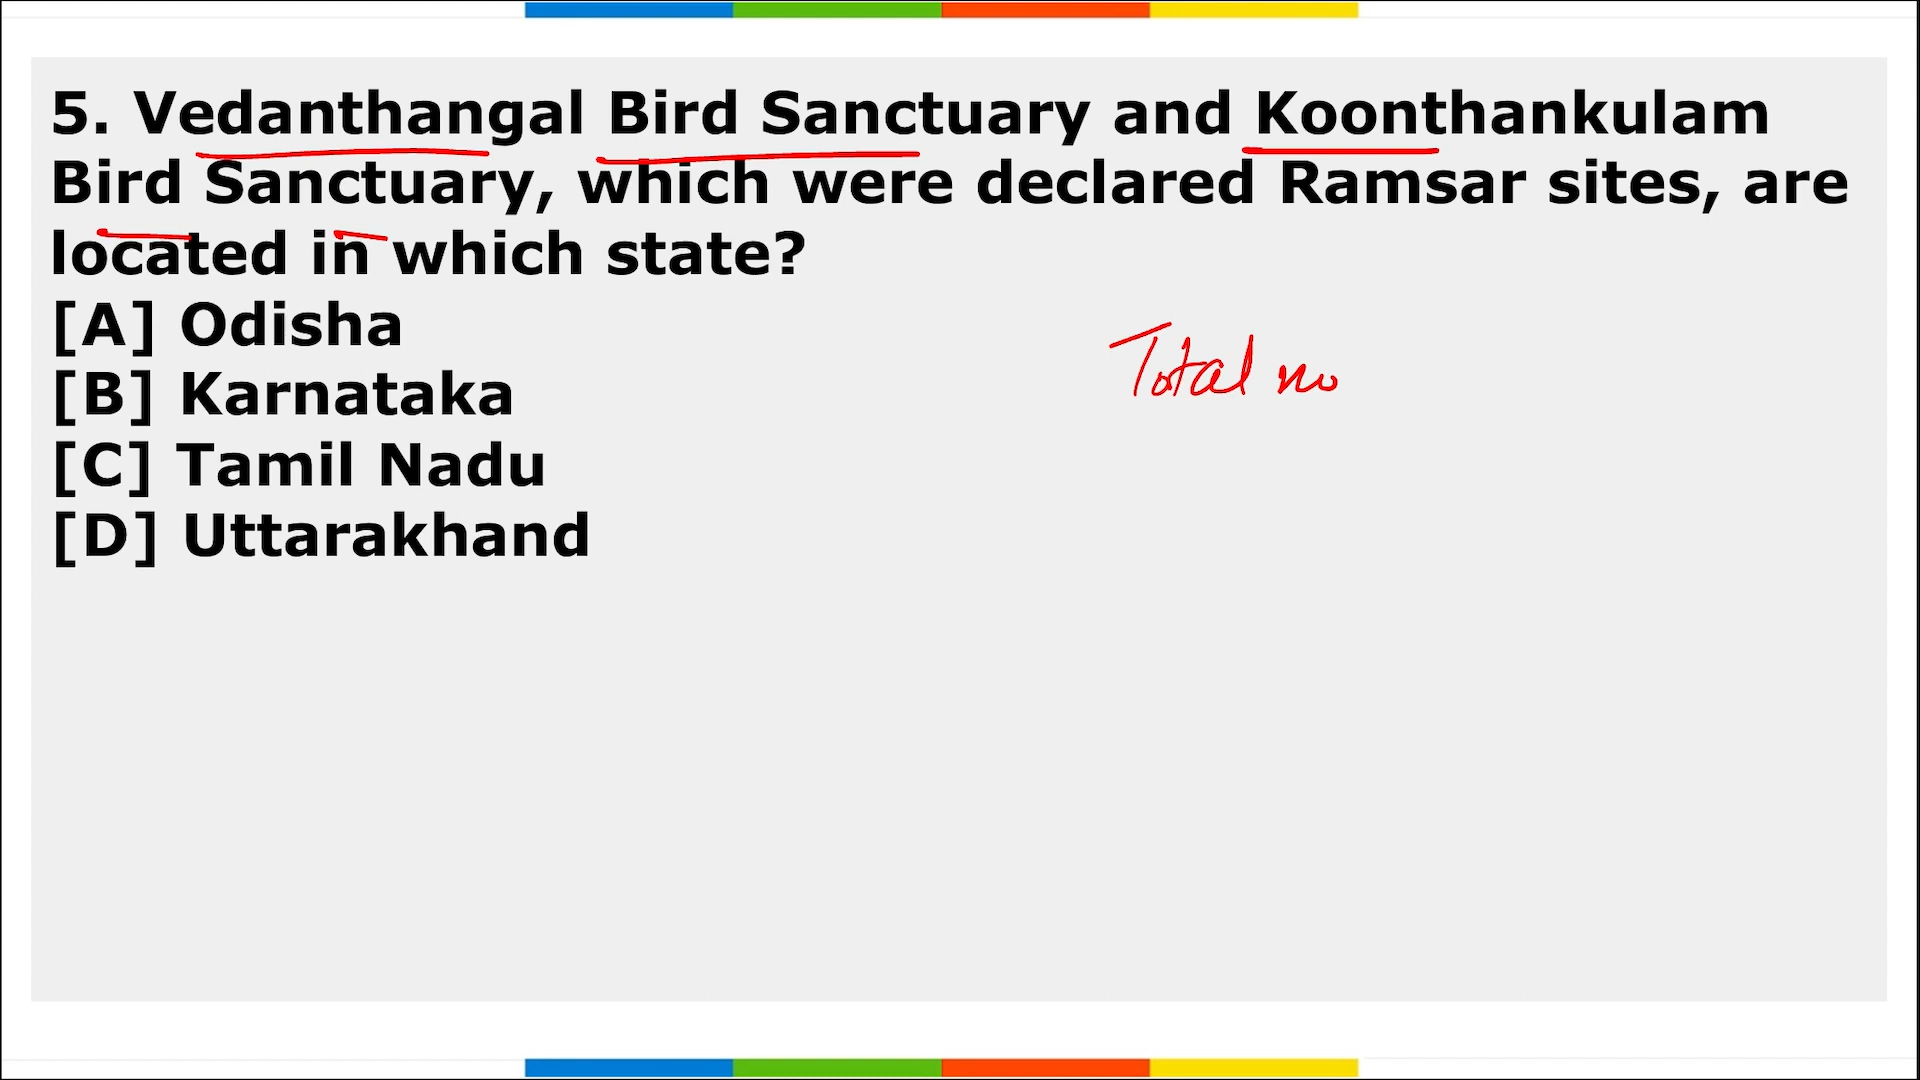 5. Vedanthangal Bird Sanctuary and Koonthankulam
Bird Sanctuary, which were declared Ramsar sites, are
located in which state?
[A] Odisha
Total no
[B] Karnataka
[C] Tamil Nadu
[D] Uttarakhand